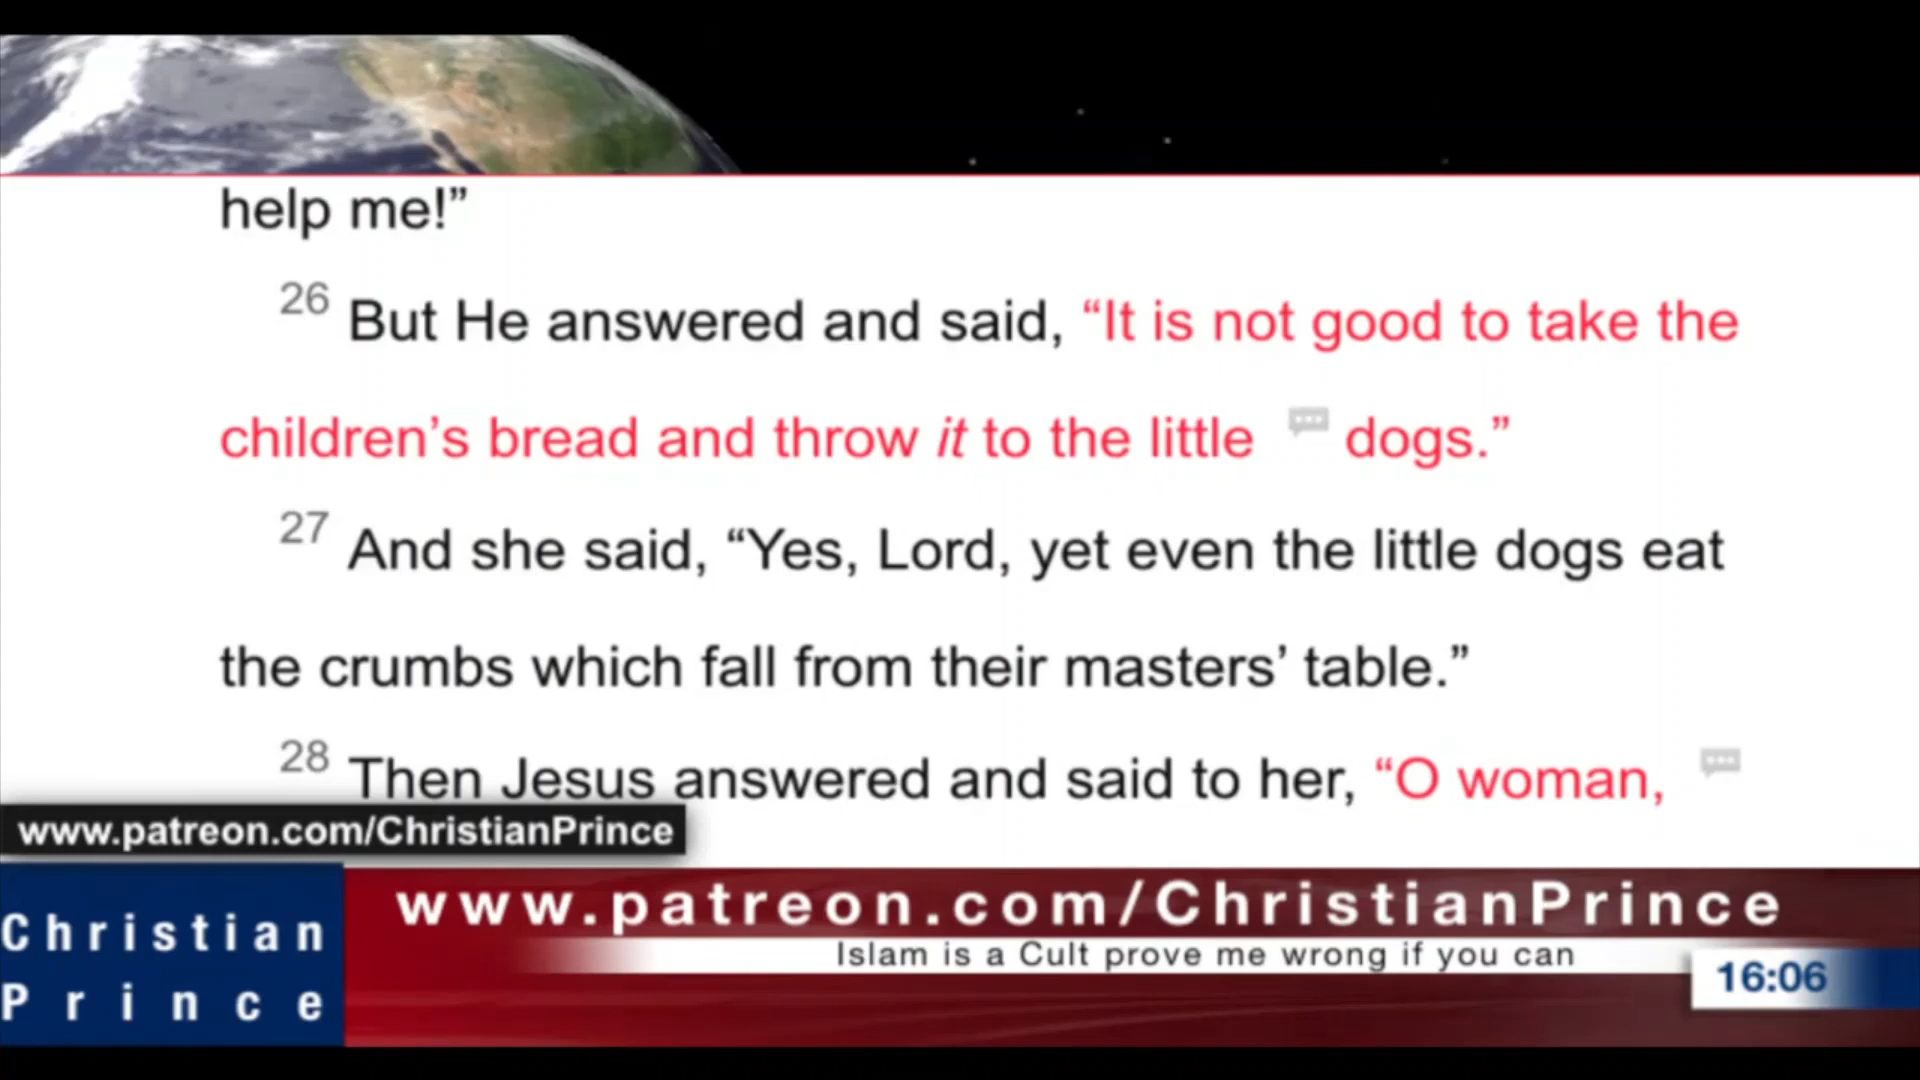 help me!”
26 But He answered and said, “It is not good to take the
children’s bread and throw it to the little dogs.”
27 And she said, “Yes, Lord, yet even the little dogs eat
the crumbs which fall from their masters’ table.”
28 Then Jesus answered and said to her, “O woman,
www.patreon.com/ChristianPrince
Christian
Prince
www.patreon.com/ChristianPrince
Islam is a Cult prove me wrong if you can
16:06